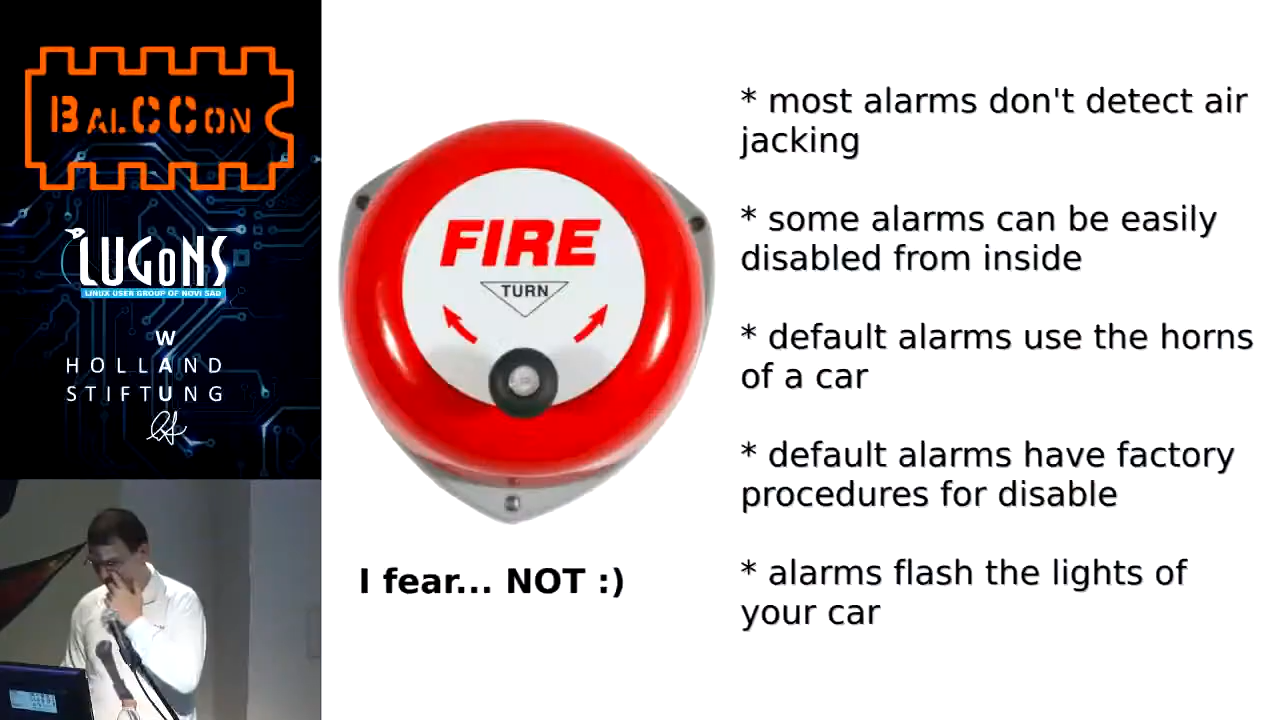 BALCCON
LUGoNS
LINUX USER GROUP OF NOVI SAD
W
HOLLAND
STIFTUNG
FIRE
TURN
I fear... NOT :)
* most alarms don't detect air
jacking
* some alarms can be easily
disabled from inside
* default alarms use the horns
of a car
* default alarms have factory
procedures for disable
* alarms flash the lights of
your car